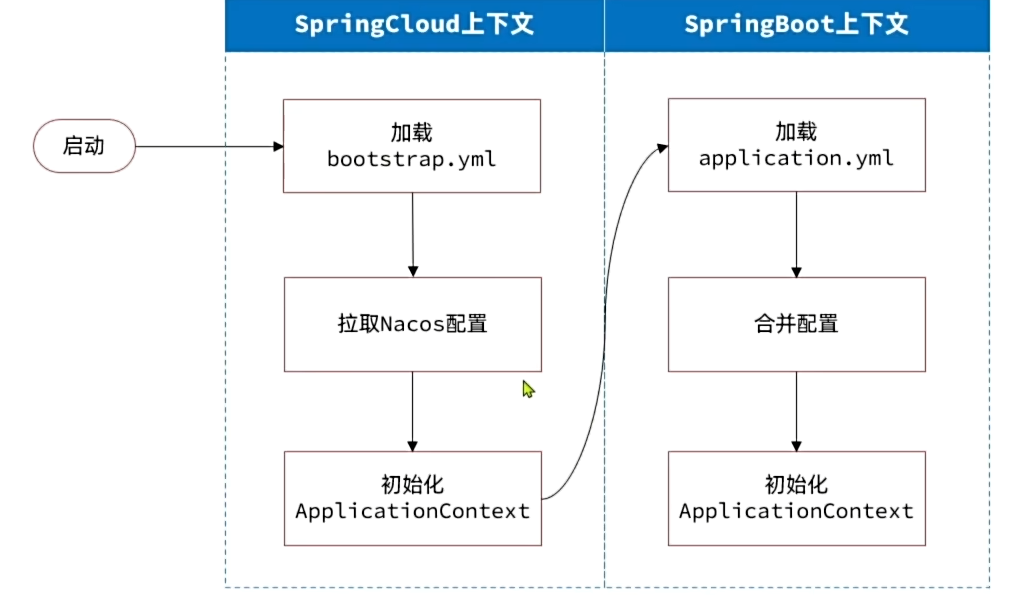 SpringCloud上下文
SpringBoot上下文
启动
加载
bootstrap.yml
拉取Nacos配置
初始化
ApplicationContext
加载
application.yml
合并配置
初始化
ApplicationContext